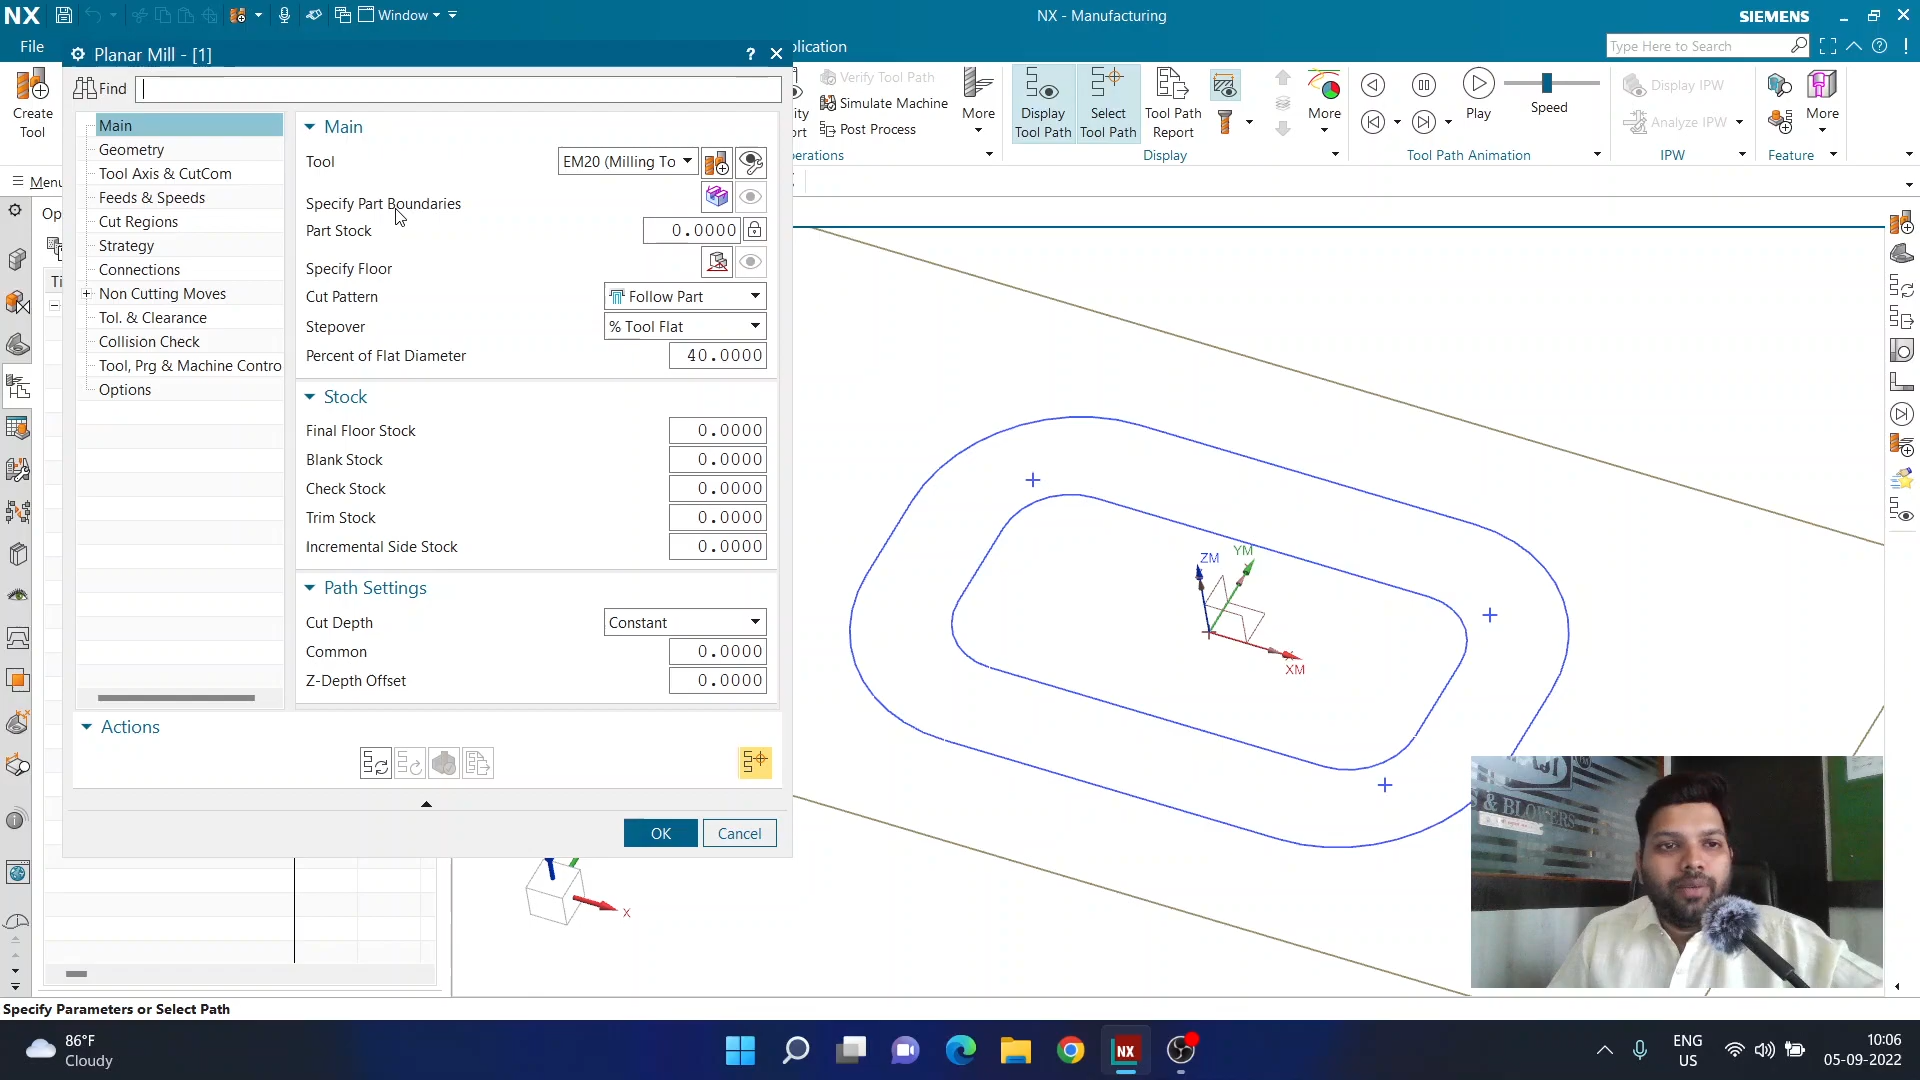 NX
Window
NX - Manufacturing
SIEMENS
File
Planar Mill - [1]
?
plication
Type Here to Search
Find
Create
Tool
Menu
Main
Geometry
Tool Axis & CutCom
Feeds & Speeds
Cut Regions
Strategy
Connections
Non Cutting Moves
Tol. & Clearance
Collision Check
Tool, Prg & Machine Contro
Options
Main
Tool
EM20 (Milling To
Specify Part Boundaries
Part Stock
0.0000
Specify Floor
Cut Pattern
Follow Part
Stepover
% Tool Flat
Percent of Flat Diameter
40.0000
Stock
Final Floor Stock
0.0000
Blank Stock
0.0000
Check Stock
0.0000
Trim Stock
0.0000
Incremental Side Stock
0.0000
Path Settings
Cut Depth
Constant
Common
0.0000
Z-Depth Offset
0.0000
Actions
OK
Cancel
Verify Tool Path
Simulate Machine
Post Process
More
erations
Display
Tool Path
Select
Tool Path
Tool Path
Report
More
Display
Play
Speed
Tool Path Animation
Display IPW
Analyze IPW
IPW
More
Feature
Op
Ti
ZM
YM
XM
X
& BLOWERS
Specify Parameters or Select Path
86°F
Cloudy
NX
ENG
US
10:06
05-09-2022